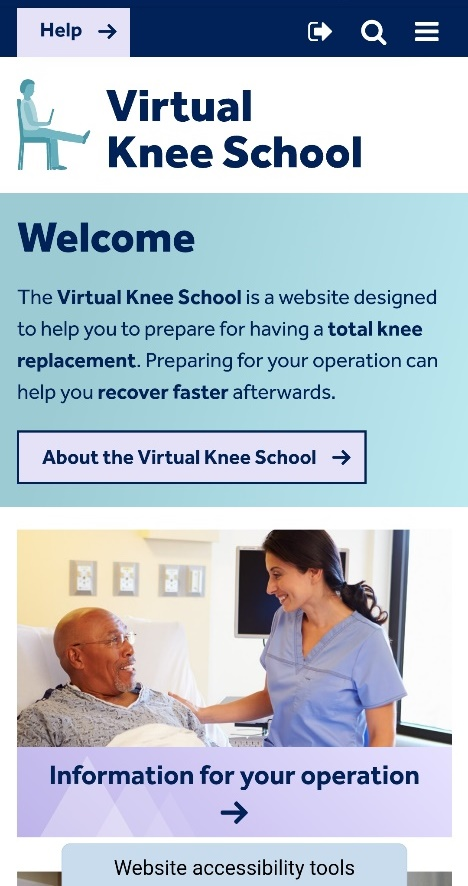 Help
Virtual
Knee School
Welcome
The Virtual Knee School is a website designed
to help you to prepare for having a total knee
replacement. Preparing for your operation can
help you recover faster afterwards.
About the Virtual Knee School
Information for your operation
Website accessibility tools